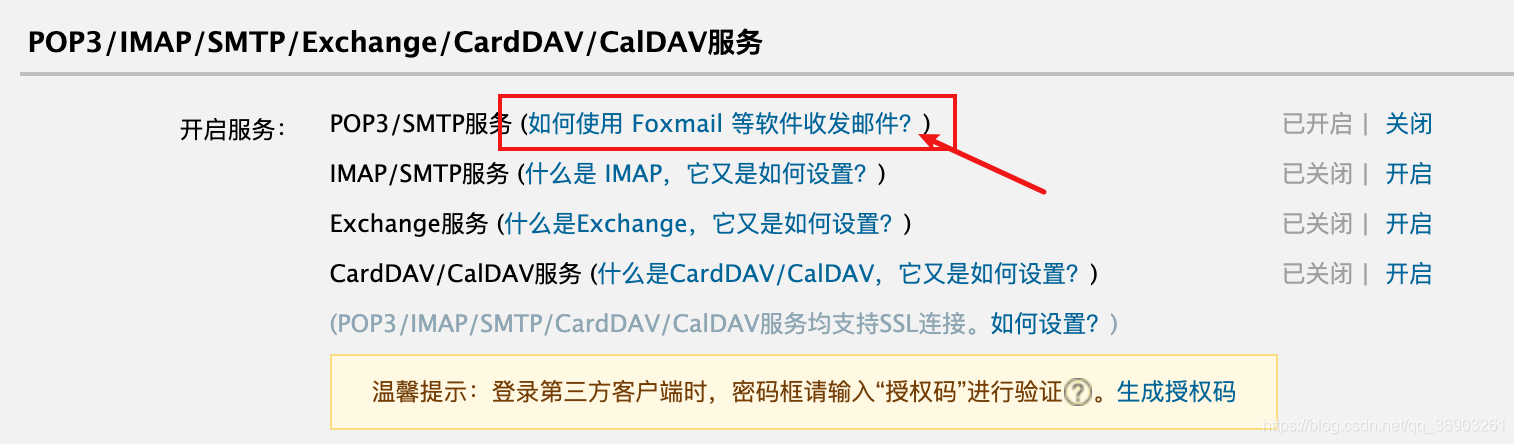 POP3/IMAP/SMTP/Exchange/CardDAV/CalDAV服务
开启服务： POP3/SMTP服务 (如何使用 Foxmail 等软件收发邮件？) 已开启 | 关闭
IMAP/SMTP服务 (什么是 IMAP，它又是如何设置？) 已关闭 | 开启
Exchange服务 (什么是Exchange，它又是如何设置？) 已关闭 | 开启
CardDAV/CalDAV服务 (什么是CardDAV/CalDAV，它又是如何设置？) 已关闭 | 开启
(POP3/IMAP/SMTP/CardDAV/CalDAV服务均支持SSL连接。如何设置？)
温馨提示：登录第三方客户端时，密码框请输入“授权码”进行验证?。生成授权码
https://blog.csdn.net/qq_36903261